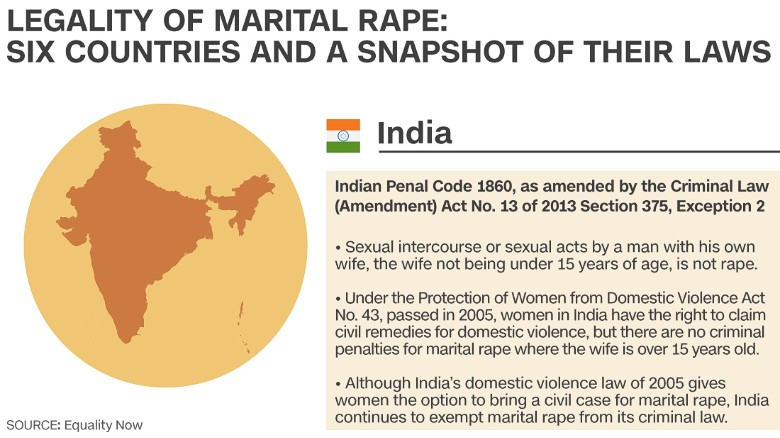 LEGALITY OF MARITAL RAPE:
SIX COUNTRIES AND A SNAPSHOT OF THEIR LAWS
India
Indian Penal Code 1860, as amended by the Criminal Law
(Amendment) Act No. 13 of 2013 Section 375, Exception 2
• Sexual intercourse or sexual acts by a man with his own
wife, the wife not being under 15 years of age, is not rape.
• Under the Protection of Women from Domestic Violence Act
No. 43, passed in 2005, women in India have the right to claim
civil remedies for domestic violence, but there are no criminal
penalties for marital rape where the wife is over 15 years old.
• Although India's domestic violence law of 2005 gives
women the option to bring a civil case for marital rape, India
continues to exempt marital rape from its criminal law.
SOURCE: Equality Now